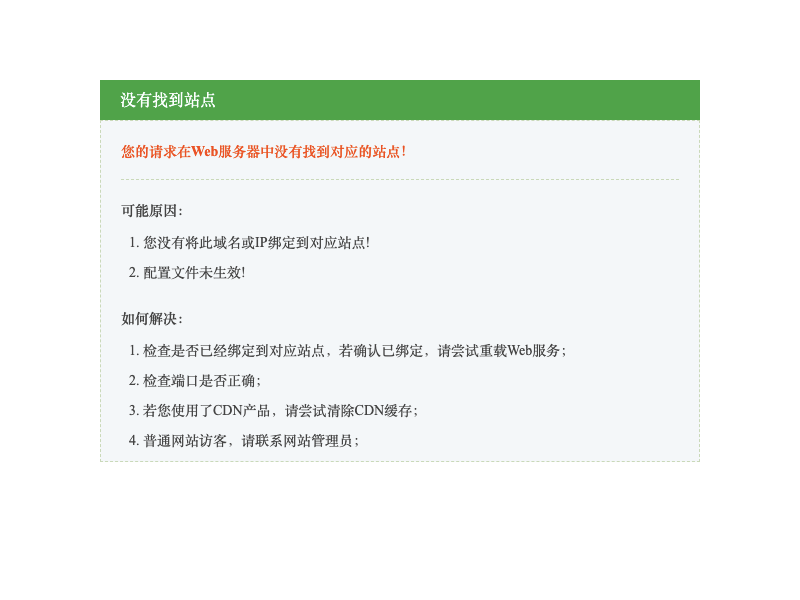 没有找到站点
您的请求在Web服务器中没有找到对应的站点！
可能原因：
1. 您没有将此域名或IP绑定到对应站点!
2. 配置文件未生效!
如何解决：
1. 检查是否已经绑定到对应站点，若确认已绑定，请尝试重载Web服务；
2. 检查端口是否正确；
3. 若您使用了CDN产品，请尝试清除CDN缓存；
4. 普通网站访客，请联系网站管理员；